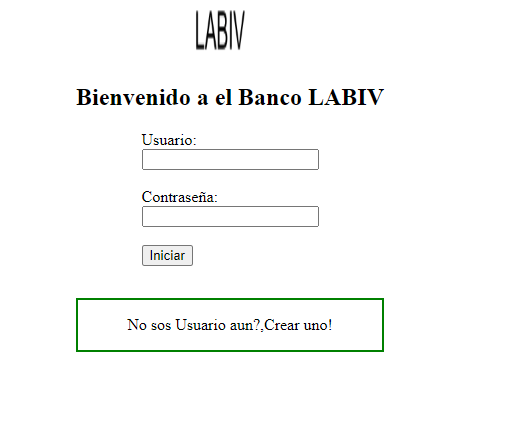 LABIV
Bienvenido a el Banco LABIV
Usuario:
Contraseña:
Iniciar
No sos Usuario aun?,Crear uno!